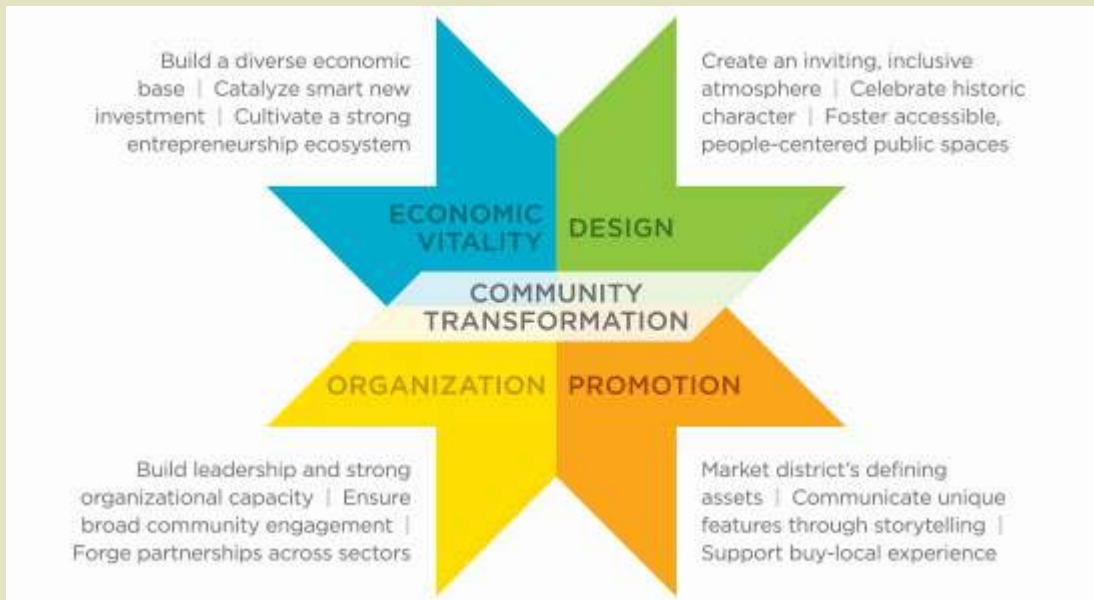 Build a diverse economic
base | Catalyze smart new
investment | Cultivate a strong
entrepreneurship ecosystem
Create an inviting, inclusive
atmosphere | Celebrate historic
character | Foster accessible,
people-centered public spaces
ECONOMIC
VITALITY
DESIGN
COMMUNITY
TRANSFORMATION
ORGANIZATION
PROMOTION
Build leadership and strong
organizational capacity | Ensure
broad community engagement |
Forge partnerships across sectors
Market district's defining
assets | Communicate unique
features through storytelling |
Support buy-local experience